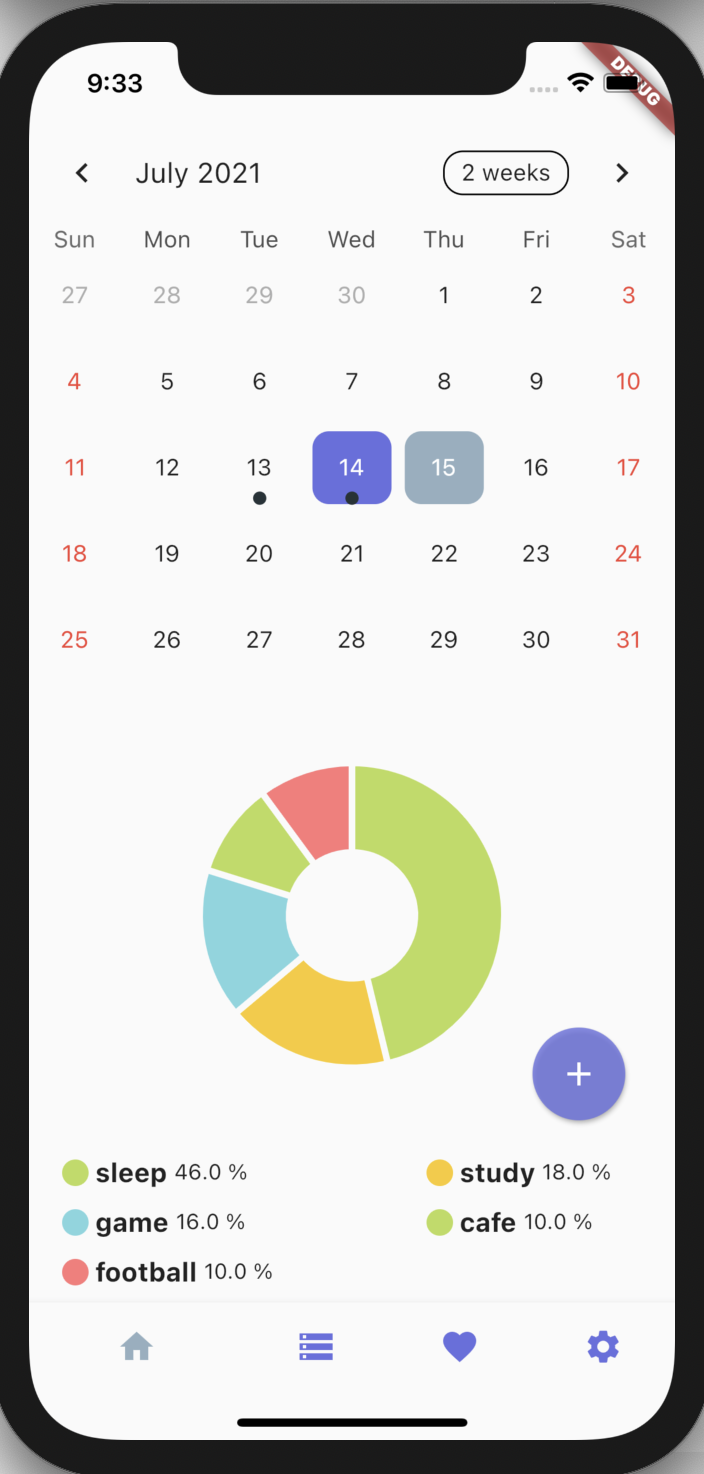 9:33
DEBUG
July 2021 2 weeks
Sun Mon Tue Wed Thu Fri Sat
27 28 29 30 1 2 3
4 5 6 7 8 9 10
11 12 13 14 15 16 17
18 19 20 21 22 23 24
25 26 27 28 29 30 31
sleep 46.0 % study 18.0 %
game 16.0 % cafe 10.0 %
football 10.0 %